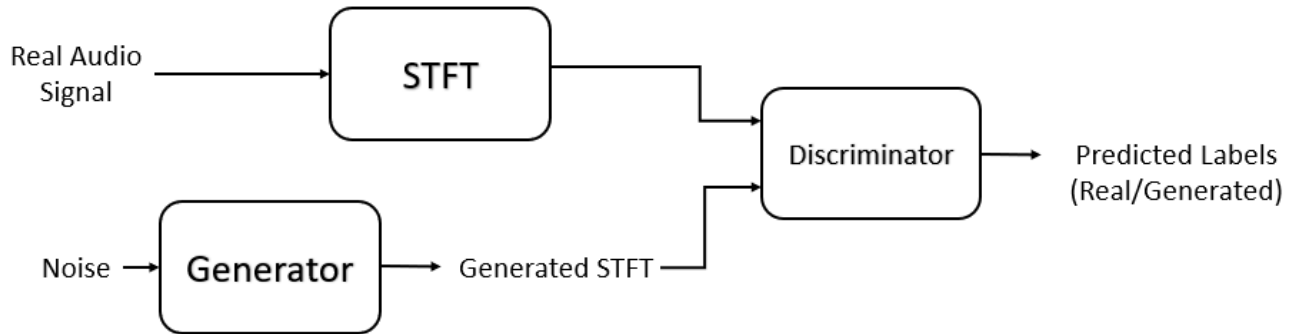 Real Audio
Signal
STFT
Discriminator
Predicted Labels
(Real/Generated)
Noise
Generator
Generated STFT